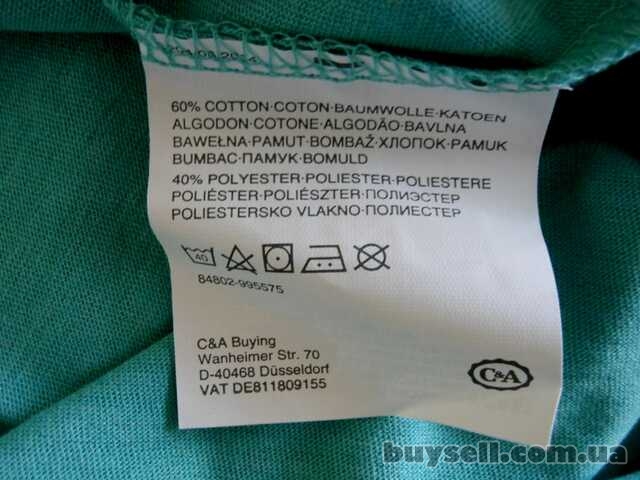 60% COTTON·COTON·BAUMWOLLE·KATOEN
ALGODON·COTONE·ALGODÃO·BAVLNA
BAWEŁNA·PAMUT·BOMBAŽ·ХЛОПОК·PAMUK
BUMBAC·ПАМУК·BOMULD
40% POLYESTER·POLIESTER·POLIESTERE
POLIÉSTER·POLIÉSZTER·ПОЛИЭСТЕР
POLIESTERSKO VLAKNO·ПОЛИЕСТЕР
40
84802-995575
C&A Buying
Wanheimer Str. 70
D-40468 Düsseldorf
VAT DE811809155
C&A
buysell.com.ua